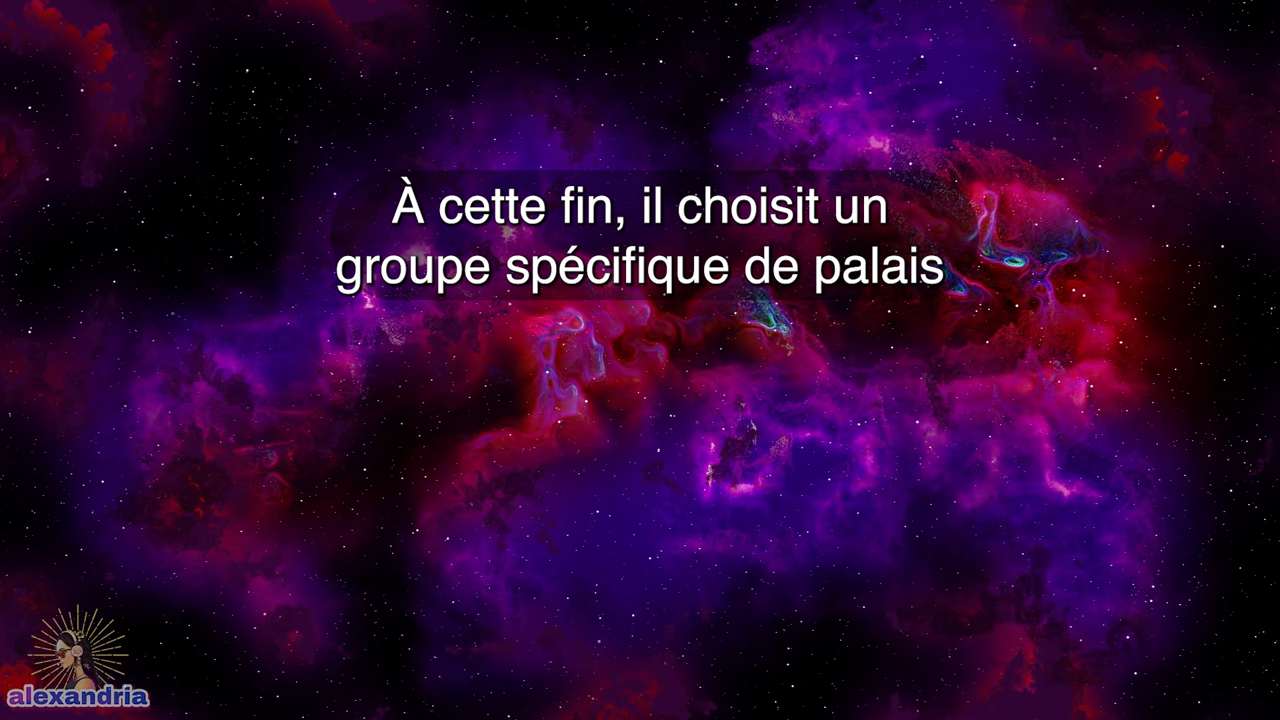 À cette fin, il choisit un
groupe spécifique de palais
alexandria